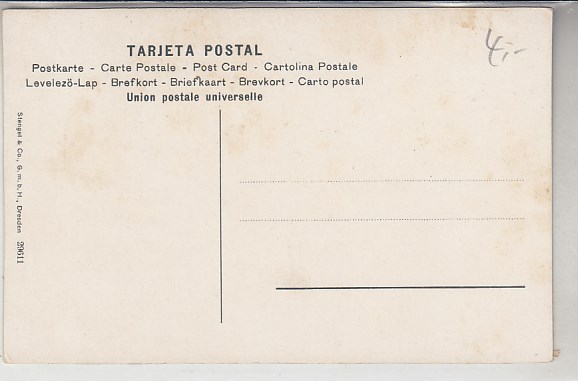 4,-
TARJETA POSTAL
Postkarte - Carte Postale - Post Card - Cartolina Postale
Levelezö-Lap - Brefkort - Briefkaart - Brevkort - Carto postal
Union postale universelle
Stengel & Co., G. m. b. H., Dresden 29611